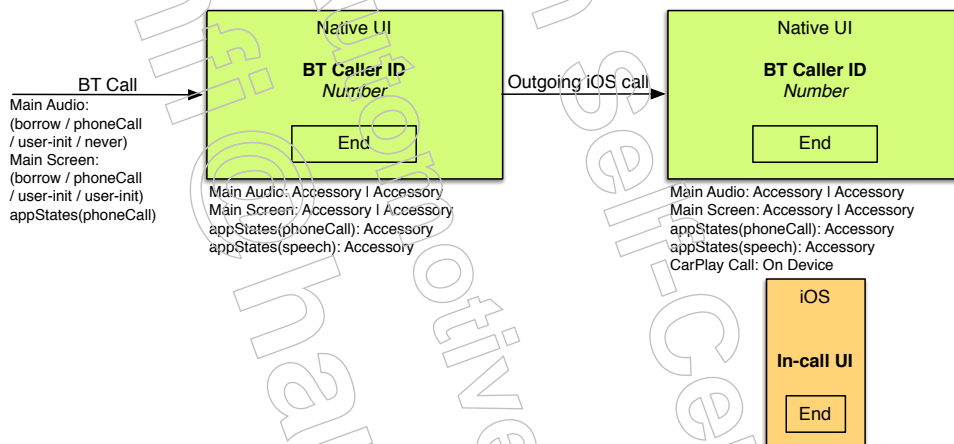 Native UI
BT Caller ID
Number
End
Native UI
BT Caller ID
Number
End
BT Call
Outgoing iOS call
Main Audio:
(borrow / phoneCall
/ user-init / never)
Main Screen:
(borrow / phoneCall
/ user-init / user-init)
appStates(phoneCall)
Main Audio: Accessory | Accessory
Main Screen: Accessory | Accessory
appStates(phoneCall): Accessory
appStates(speech): Accessory
Main Audio: Accessory | Accessory
Main Screen: Accessory | Accessory
appStates(phoneCall): Accessory
appStates(speech): Accessory
CarPlay Call: On Device
iOS
In-call UI
End